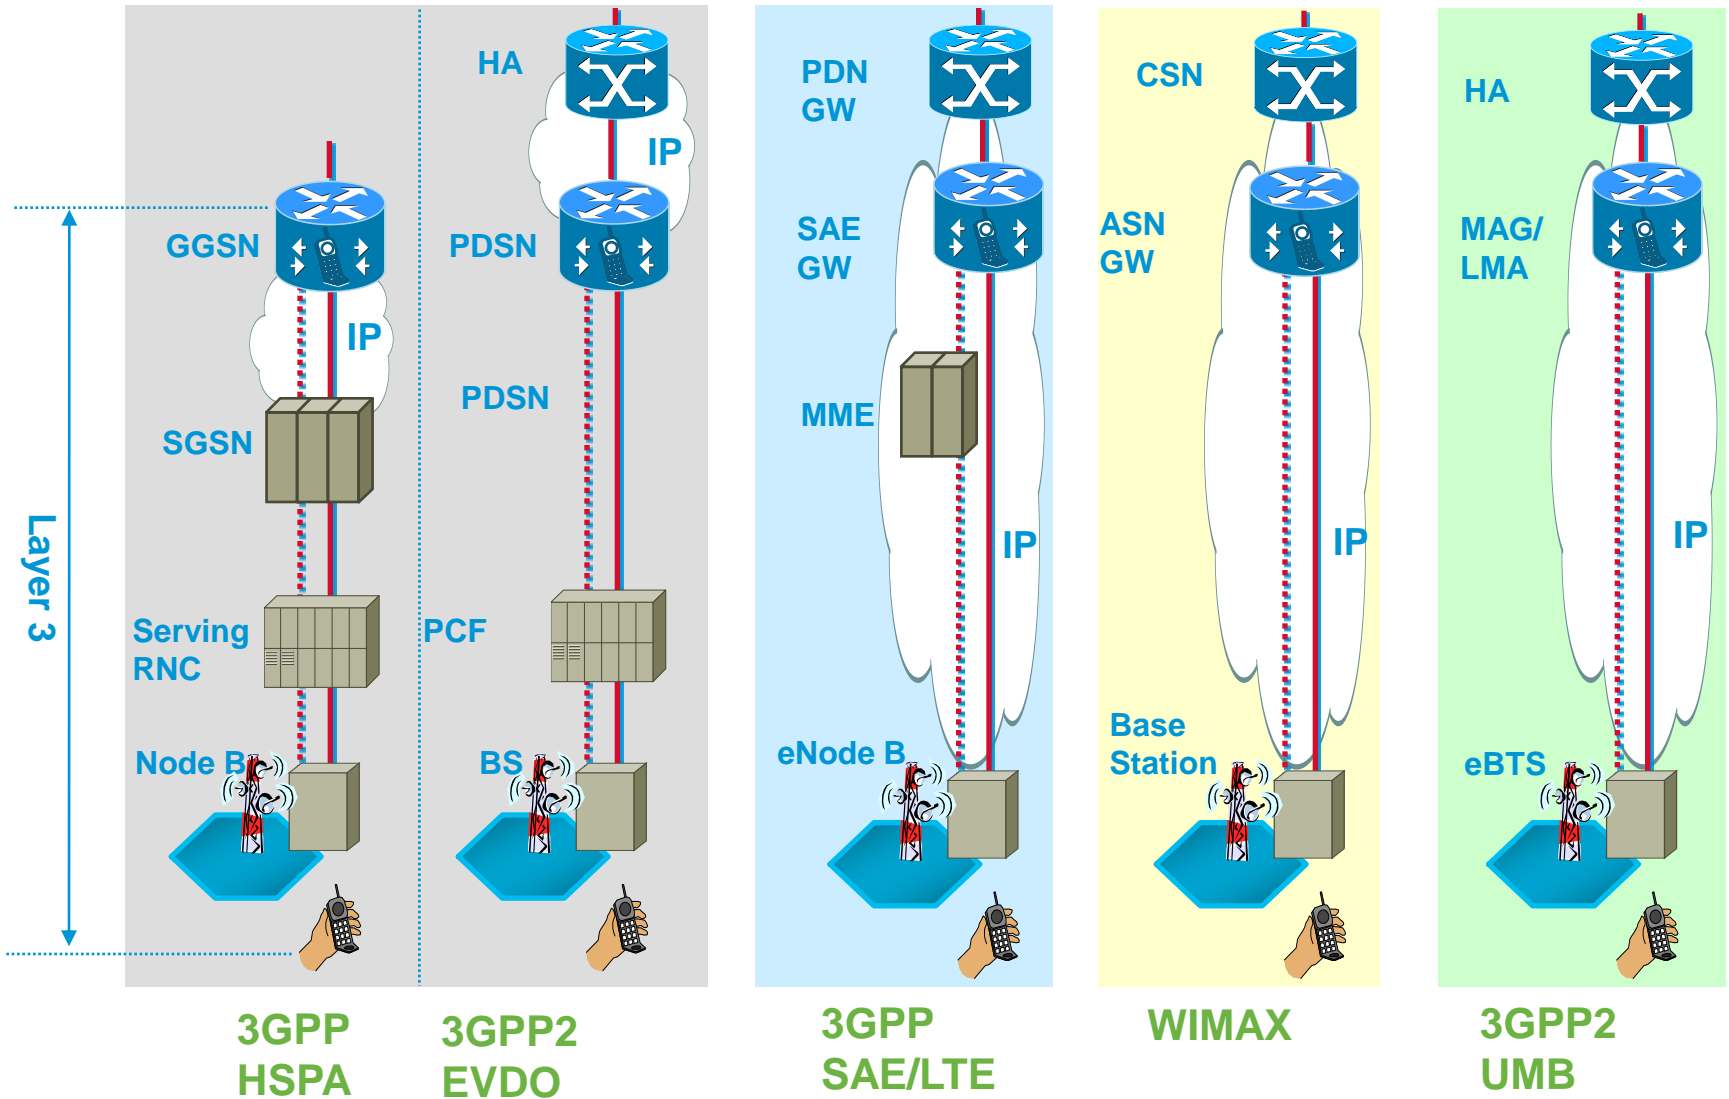 Layer 3
GGSN
IP
SGSN
Serving
RNC
Node B
3GPP
HSPA
HA
IP
PDSN
PDSN
PCF
BS
3GPP2
EVDO
PDN
GW
SAE
GW
MME
IP
eNode B
3GPP
SAE/LTE
CSN
ASN
GW
IP
Base
Station
WIMAX
HA
MAG/
LMA
IP
eBTS
3GPP2
UMB